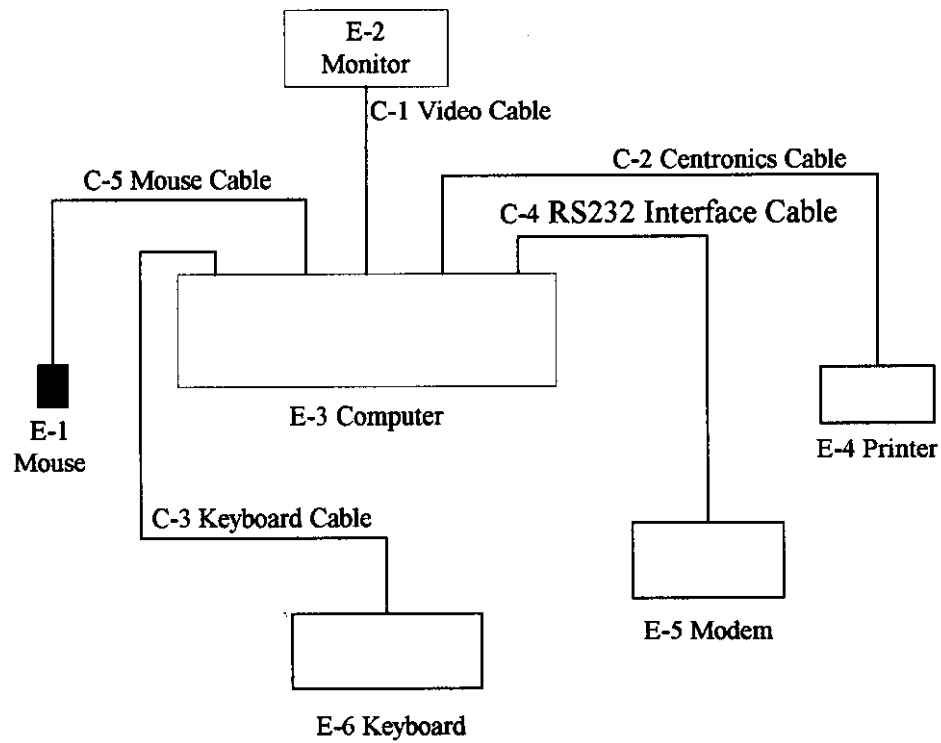 E-2
Monitor
C-1 Video Cable
C-2 Centronics Cable
C-5 Mouse Cable
C-4 RS232 Interface Cable
E-3 Computer
E-1
Mouse
E-4 Printer
C-3 Keyboard Cable
E-5 Modem
E-6 Keyboard